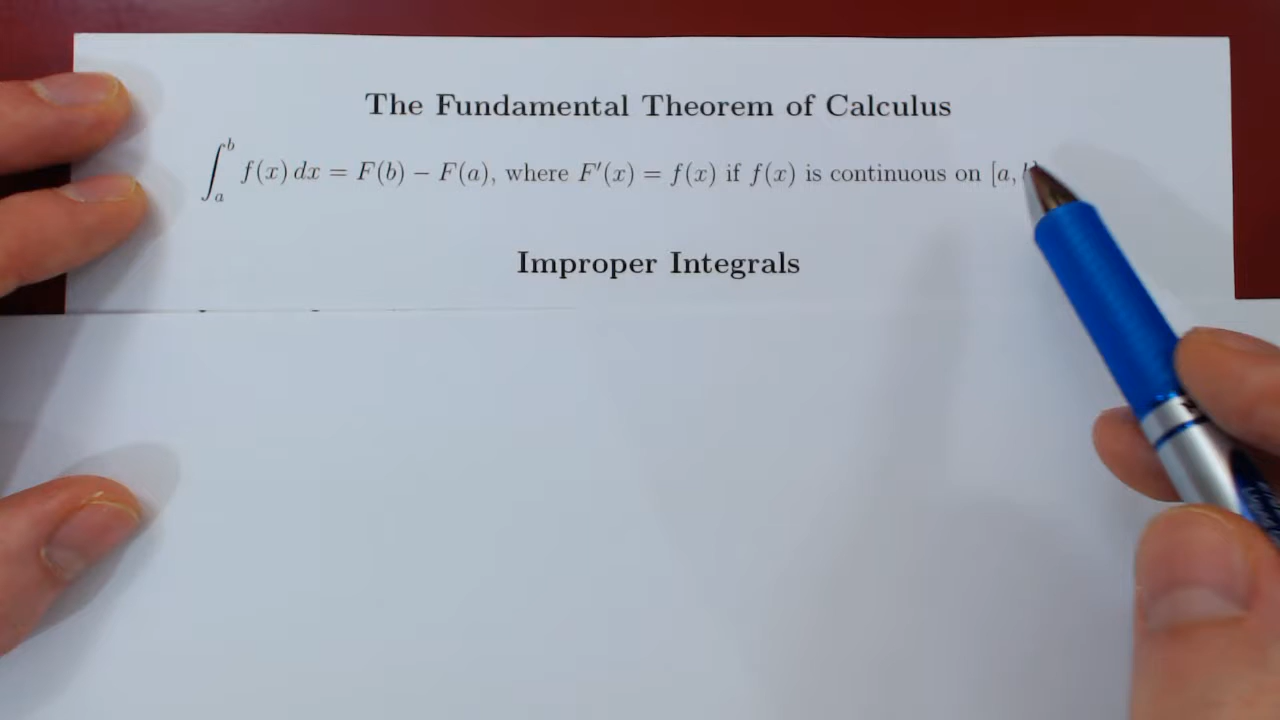 The Fundamental Theorem of Calculus
∫_a^b f(x) dx = F(b) − F(a), where F′(x) = f(x) if f(x) is continuous on [a,
Improper Integrals